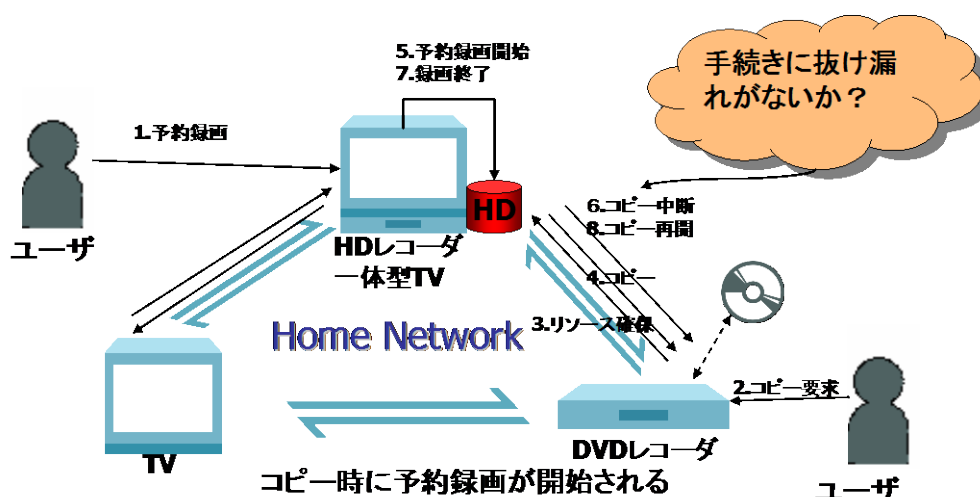 5.予約録画開始
7.録画終了
手続きに抜け漏
れがないか？
1.予約録画
HD
6.コピー中断
8.コピー再開
ユーザ
HDレコーダ
一体型TV
4.コピー
3.リソース確保
Home Network
2.コピー要求
TV
DVDレコーダ
コピー時に予約録画が開始される
ユーザ